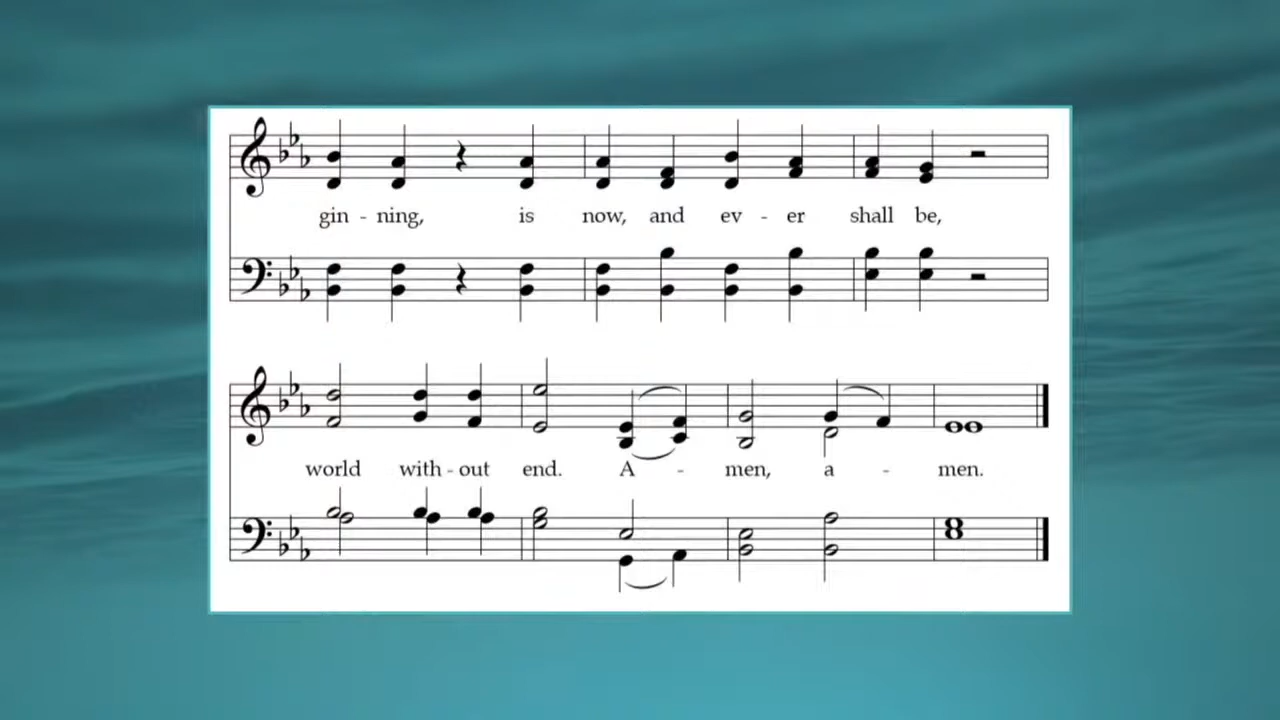 gin - ning, is now, and ev - er shall be,
world with - out end. A - men, a - men.